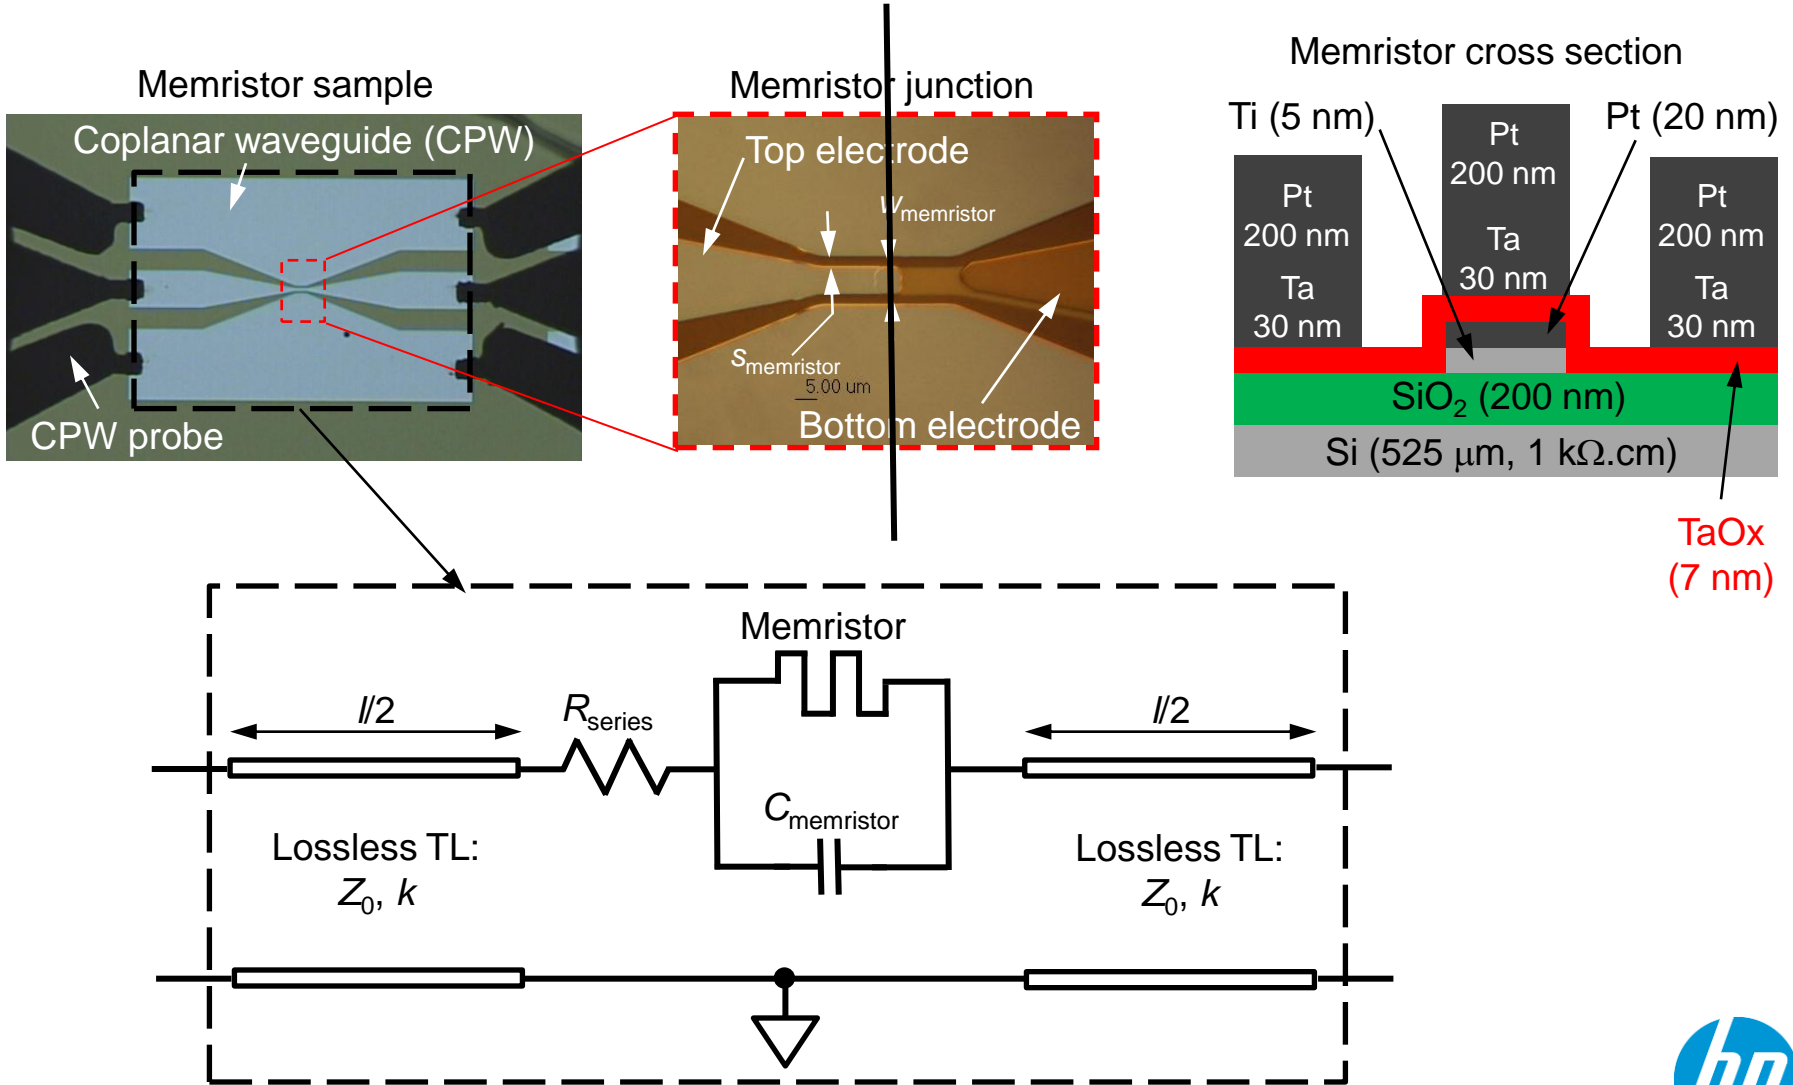 Memristor sample
Memristor junction
Memristor cross section
Coplanar waveguide (CPW)
CPW probe
Top electrode
wmemristor
smemristor
5.00 um
Bottom electrode
Ti (5 nm)
Pt (20 nm)
Pt
200 nm
Ta
30 nm
Pt
200 nm
Ta
30 nm
Pt
200 nm
Ta
30 nm
SiO2 (200 nm)
Si (525 μm, 1 kΩ.cm)
TaOx
(7 nm)
Memristor
l/2
Rseries
l/2
Cmemristor
Lossless TL:
Z0, k
Lossless TL:
Z0, k
hp